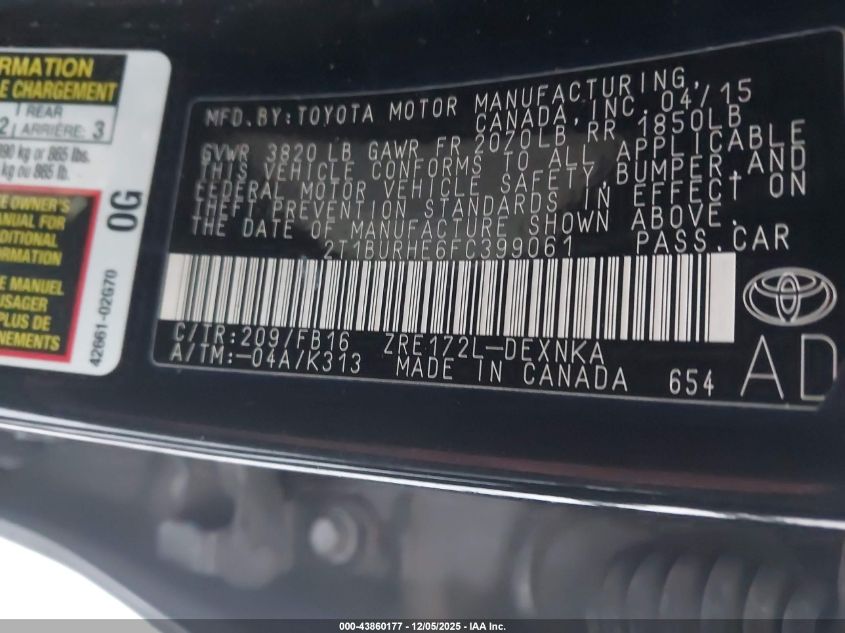 RMATION
E CHARGEMENT
1 REAR
2 ARRIÈRE: 3
390 kg or 865 lbs.
kg ou 865 lb.
E OWNER'S
ANUAL FOR
DITIONAL
ORMATION
E MANUEL
USAGER
PLUS DE
GNEMENTS
0G
42661-02G70
MFD. BY: TOYOTA MOTOR MANUFACTURING,
CANADA, INC. 04/15
GVWR 3820 LB GAWR FR 2070LB RR 1850LB
THIS VEHICLE CONFORMS TO ALL APPLICABLE
FEDERAL MOTOR VEHICLE SAFETY, BUMPER, AND
THEFT PREVENTION STANDARDS IN EFFECT ON
THE DATE OF MANUFACTURE SHOWN ABOVE.
2T1BURHE6FC399061 PASS.CAR
C/TR:209/FB16 ZRE172L-DEXNKA
A/TM:-04A/K313 MADE IN CANADA 654
AD
000-43860177 - 12/05/2025 - IAA Inc.